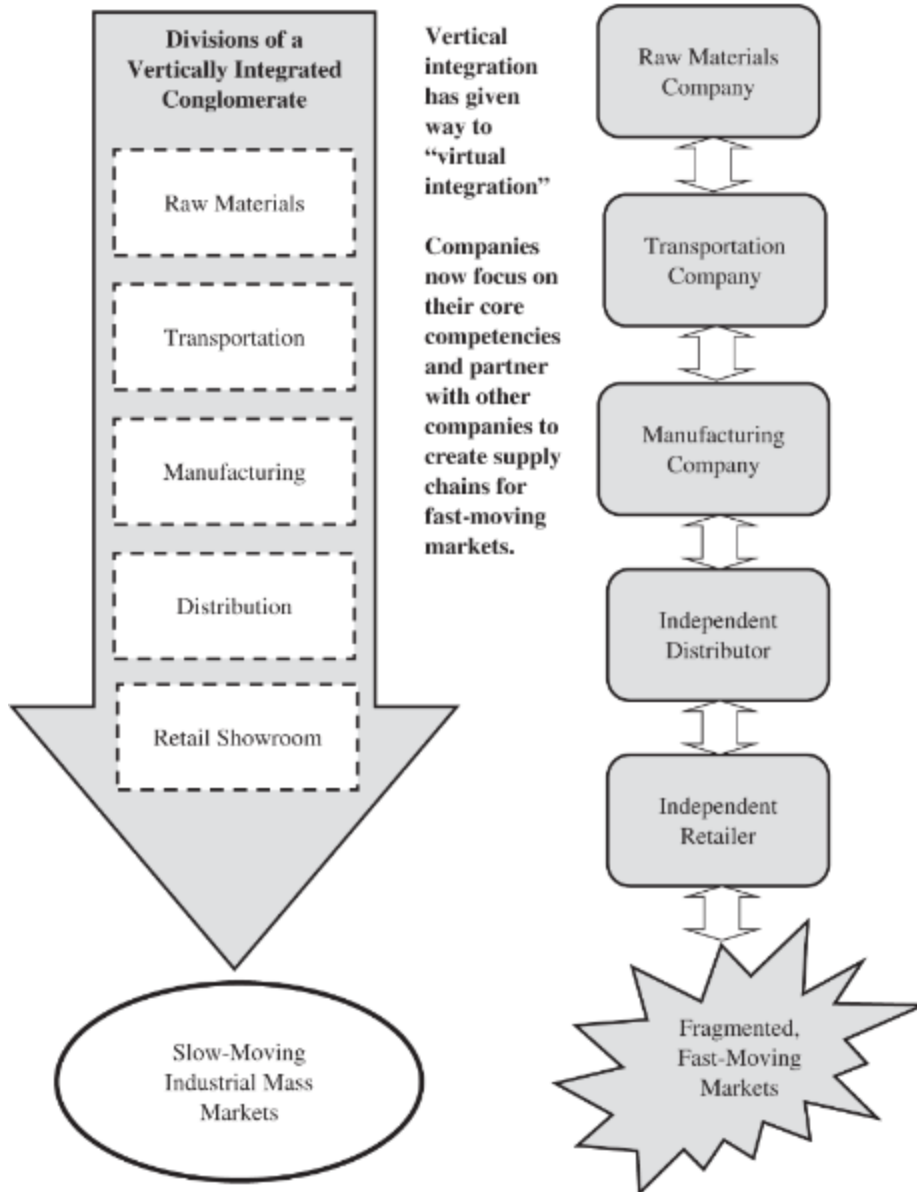 Divisions of a
Vertically Integrated
Conglomerate
Raw Materials
Transportation
Manufacturing
Distribution
Retail Showroom
Slow-Moving
Industrial Mass
Markets
Vertical
integration
has given
way to
“virtual
integration”
Companies
now focus on
their core
competencies
and partner
with other
companies to
create supply
chains for
fast-moving
markets.
Raw Materials
Company
Transportation
Company
Manufacturing
Company
Independent
Distributor
Independent
Retailer
Fragmented,
Fast-Moving
Markets